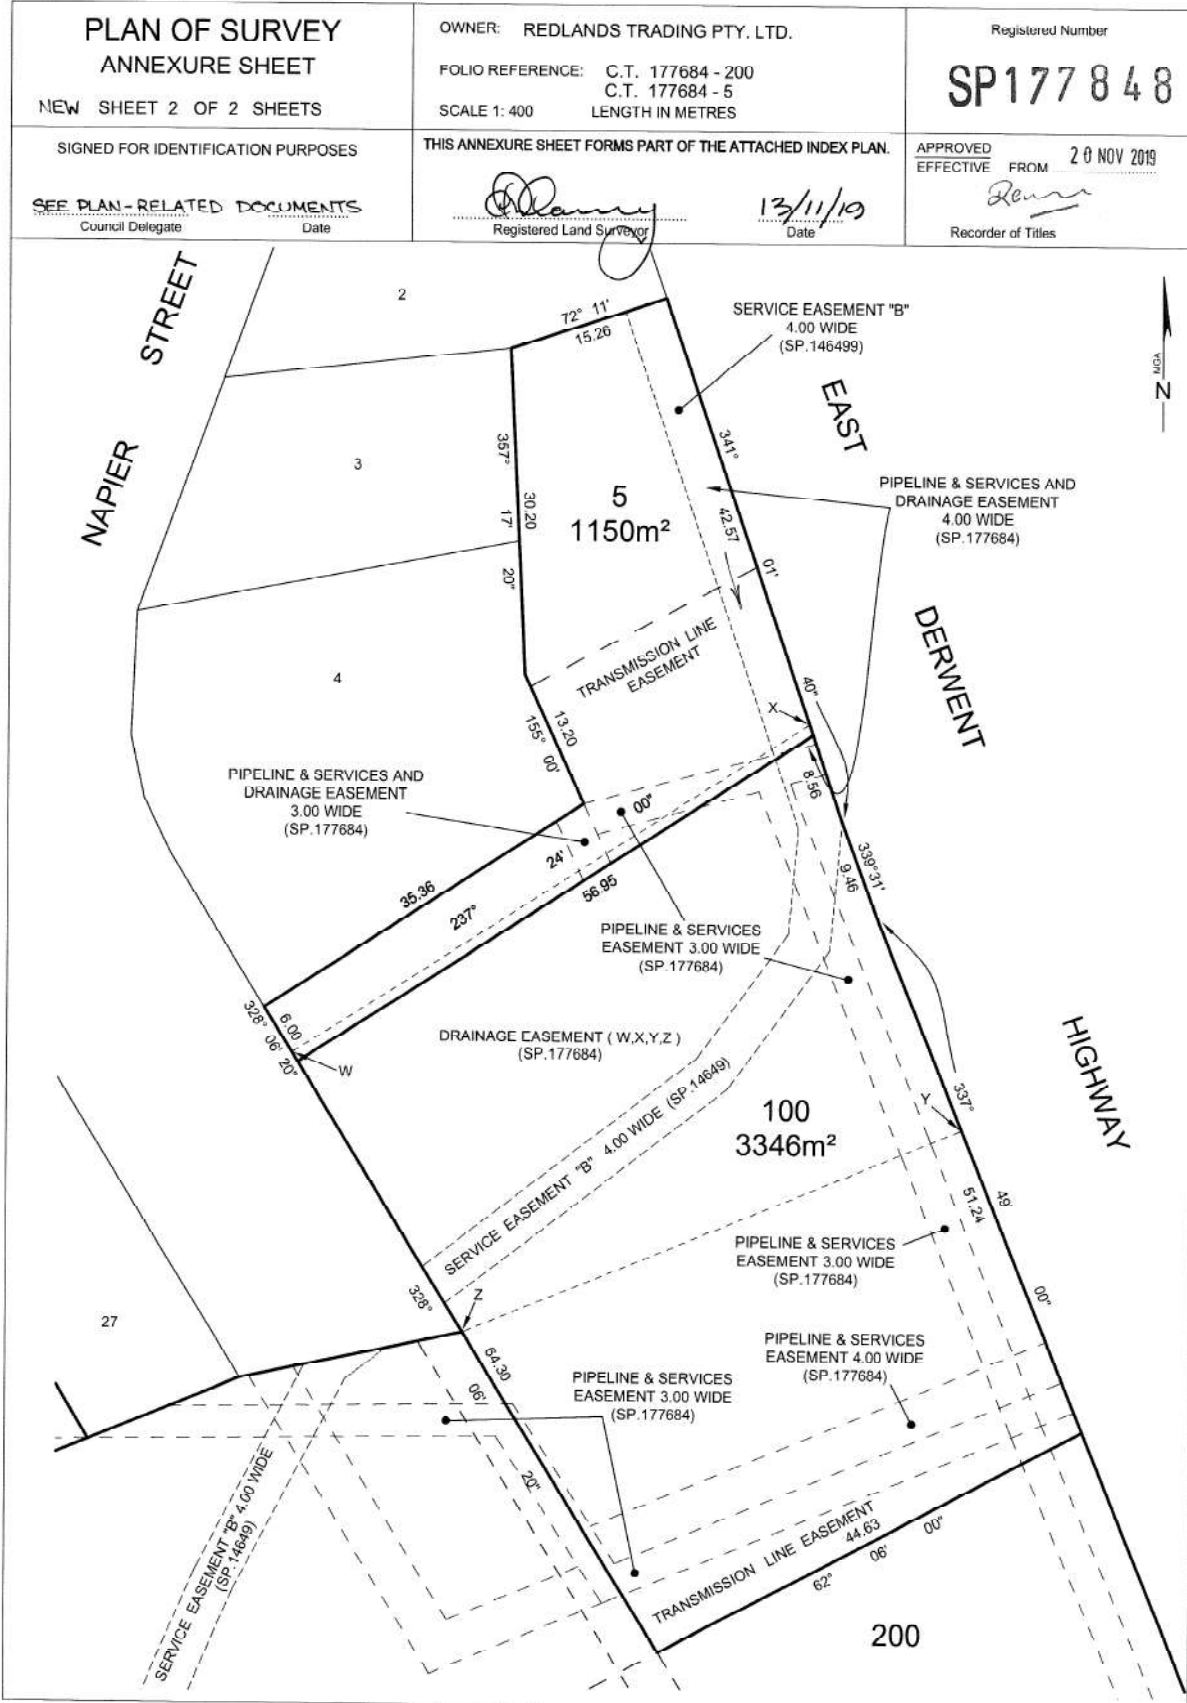 PLAN OF SURVEY
ANNEXURE SHEET
NEW SHEET 2 OF 2 SHEETS
OWNER: REDLANDS TRADING PTY. LTD.
FOLIO REFERENCE: C.T. 177684 - 200
C.T. 177684 - 5
SCALE 1: 400 LENGTH IN METRES
Registered Number
SP177848
SIGNED FOR IDENTIFICATION PURPOSES
SEE PLAN-RELATED DOCUMENTS
Council Delegate Date
THIS ANNEXURE SHEET FORMS PART OF THE ATTACHED INDEX PLAN.
13/11/19
Registered Land Surveyor Date
APPROVED
EFFECTIVE FROM 20 NOV 2019
Recorder of Titles
NAPIER STREET
2
72° 11'
15.26
SERVICE EASEMENT "B"
4.00 WIDE
(SP.146499)
MGA
N
EAST DERWENT HIGHWAY
3
357° 17' 20"
30.20
5
1150m²
341° 01' 40"
42.57
PIPELINE & SERVICES AND
DRAINAGE EASEMENT
4.00 WIDE
(SP.177684)
TRANSMISSION LINE
EASEMENT
4
13.20
155° 00'
X
8.56
PIPELINE & SERVICES AND
DRAINAGE EASEMENT
3.00 WIDE
(SP.177684)
339°31'
9.46
35.36
237° 24' 00"
56.95
PIPELINE & SERVICES
EASEMENT 3.00 WIDE
(SP.177684)
328° 06' 20"
6.00
W
DRAINAGE EASEMENT ( W,X,Y,Z )
(SP.177684)
SERVICE EASEMENT "B" 4.00 WIDE (SP.14649)
100
3346m²
Y
337° 49' 00"
51.24
PIPELINE & SERVICES
EASEMENT 3.00 WIDE
(SP.177684)
328° 06' 20"
64.30
Z
27
PIPELINE & SERVICES
EASEMENT 4.00 WIDE
(SP.177684)
PIPELINE & SERVICES
EASEMENT 3.00 WIDE
(SP.177684)
SERVICE EASEMENT "B" 4.00 WIDE
(SP.14649)
TRANSMISSION LINE EASEMENT
44.63
62° 06' 00"
200